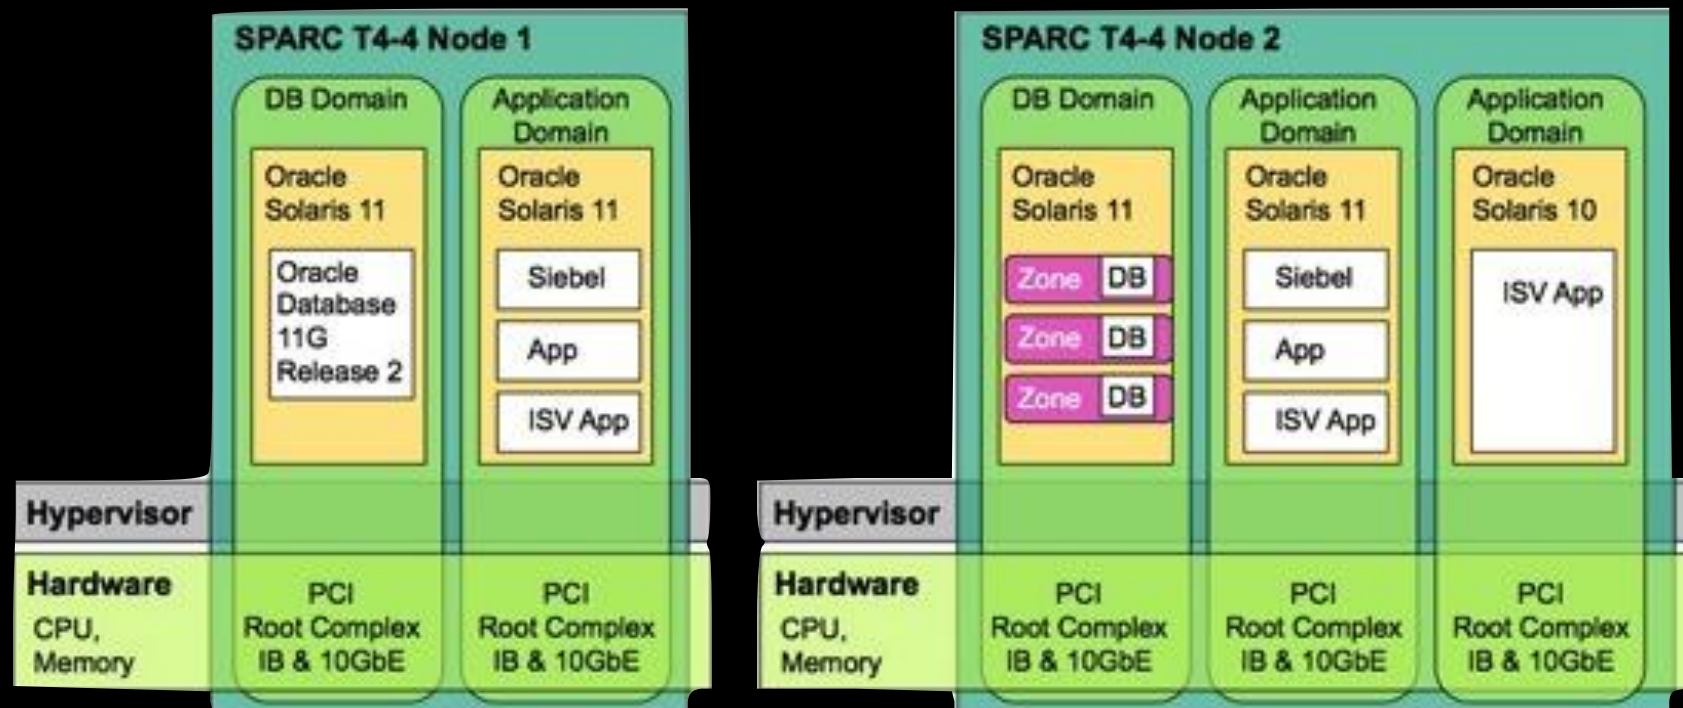 SPARC T4-4 Node 1
DB Domain
Oracle
Solaris 11
Oracle
Database
11G
Release 2
Application
Domain
Oracle
Solaris 11
Siebel
App
ISV App
Hypervisor
Hardware
CPU,
Memory
PCI
Root Complex
IB & 10GbE
PCI
Root Complex
IB & 10GbE
SPARC T4-4 Node 2
DB Domain
Oracle
Solaris 11
Zone DB
Zone DB
Zone DB
Application
Domain
Oracle
Solaris 11
Siebel
App
ISV App
Application
Domain
Oracle
Solaris 10
ISV App
Hypervisor
Hardware
CPU,
Memory
PCI
Root Complex
IB & 10GbE
PCI
Root Complex
IB & 10GbE
PCI
Root Complex
IB & 10GbE